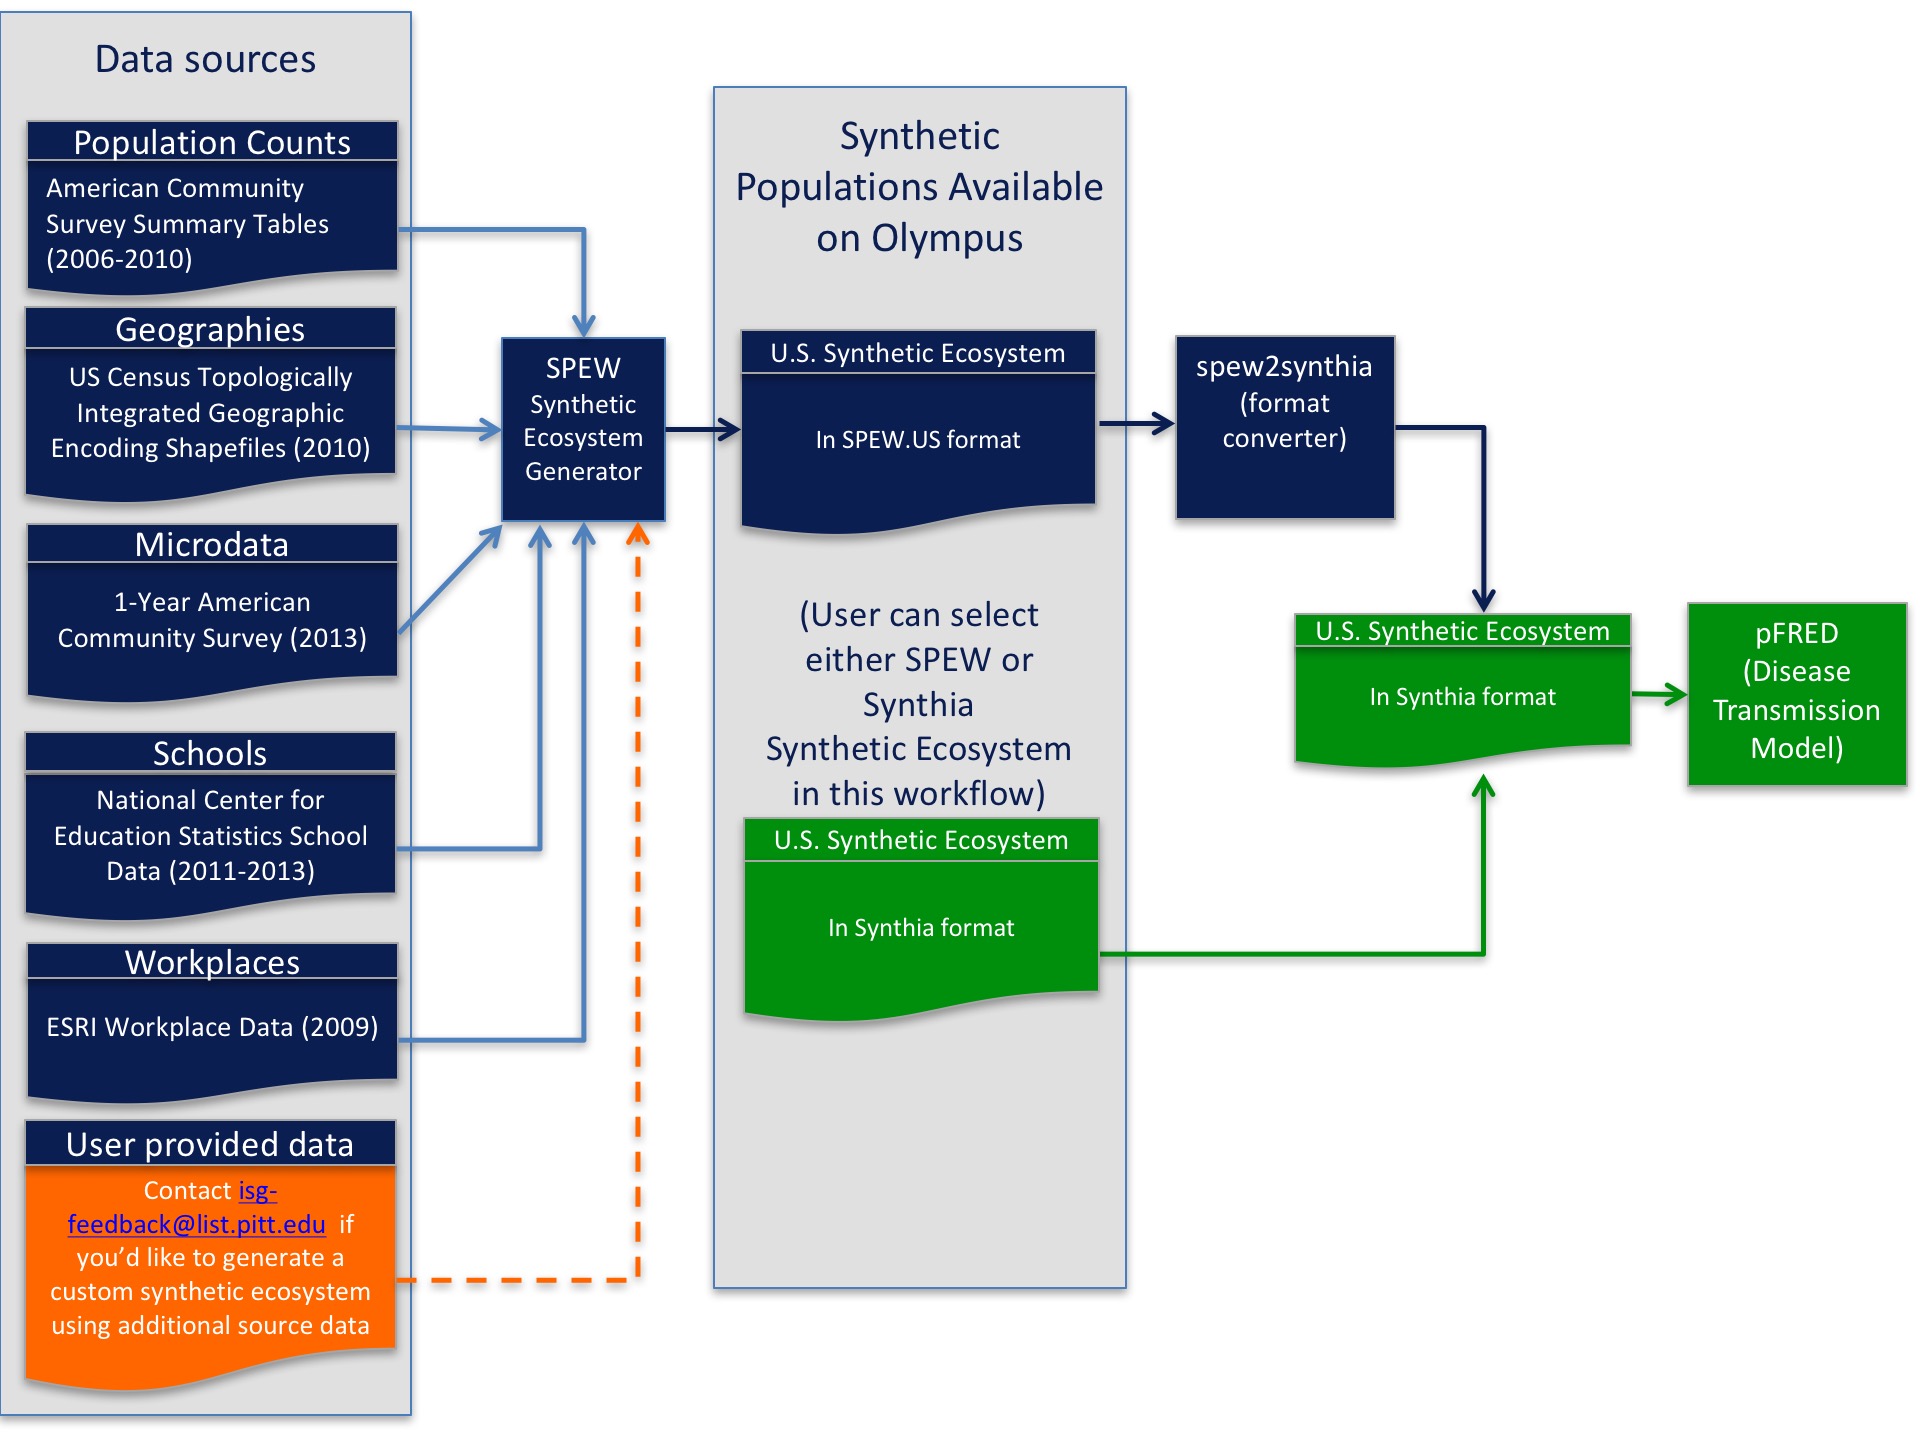 Data sources
Population Counts
American Community
Survey Summary Tables
(2006-2010)
Geographies
US Census Topologically
Integrated Geographic
Encoding Shapefiles (2010)
Microdata
1-Year American
Community Survey (2013)
Schools
National Center for
Education Statistics School
Data (2011-2013)
Workplaces
ESRI Workplace Data (2009)
User provided data
Contact isg-
feedback@list.pitt.edu if
you’d like to generate a
custom synthetic ecosystem
using additional source data
SPEW
Synthetic
Ecosystem
Generator
Synthetic
Populations Available
on Olympus
U.S. Synthetic Ecosystem
In SPEW.US format
(User can select
either SPEW or
Synthia
Synthetic Ecosystem
in this workflow)
U.S. Synthetic Ecosystem
In Synthia format
spew2synthia
(format
converter)
U.S. Synthetic Ecosystem
In Synthia format
pFRED
(Disease
Transmission
Model)